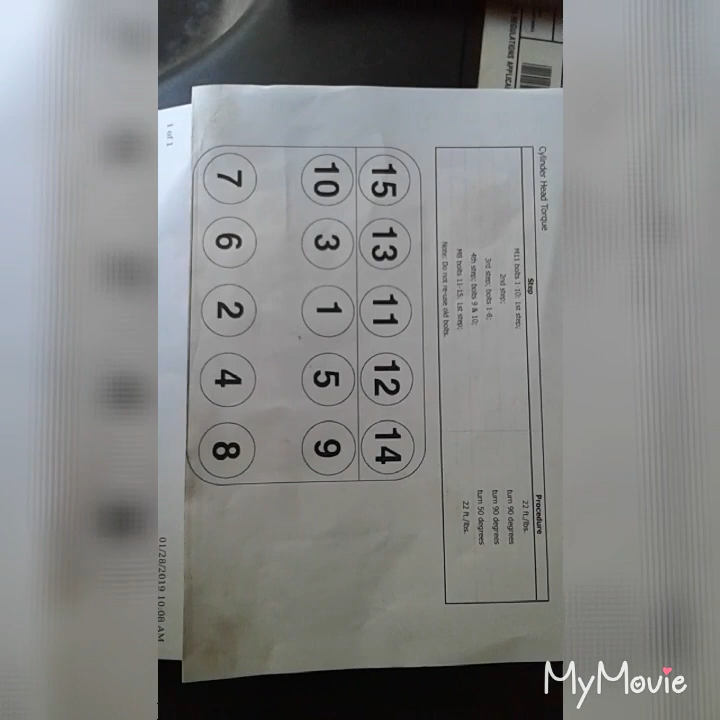 Cylinder Head Torque
Step Procedure
M11 bolts 1-10: 1st step: 22 ft./lbs.
2nd step: turn 90 degrees
3rd step, bolts 1-8: turn 90 degrees
4th step; bolts 9 & 10: turn 50 degrees
M8 bolts 11-15. 1st step: 22 ft./lbs.
Note: Do not re-use old bolts.
15 13 11 12 14
10 3 1 5 9
7 6 2 4 8
1 of 1 01/28/2019 10:08 AM
REGULATIONS APPLICA
MyMovie